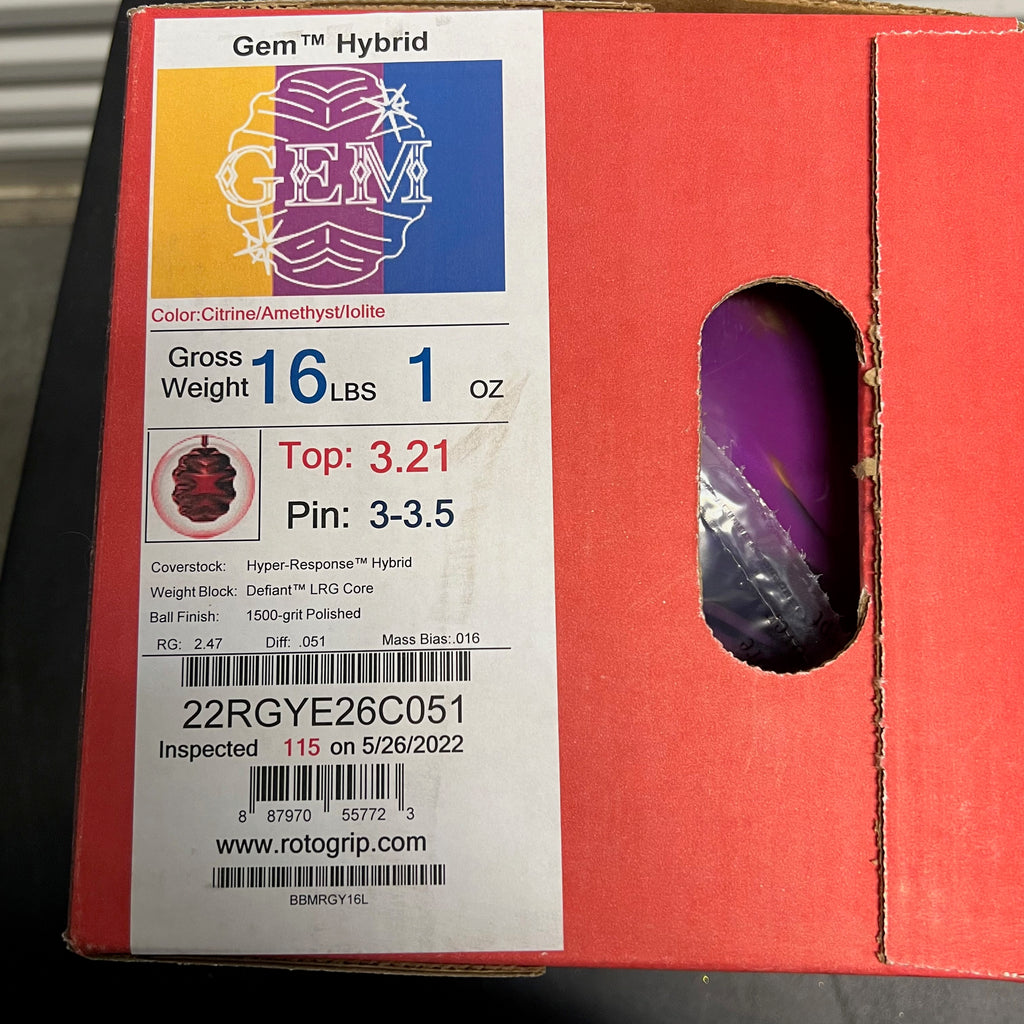 Gem™ Hybrid
GEM
Color:Citrine/Amethyst/Iolite
Gross Weight 16 LBS 1 OZ
Top: 3.21
Pin: 3-3.5
Coverstock: Hyper-Response™ Hybrid
Weight Block: Defiant™ LRG Core
Ball Finish: 1500-grit Polished
RG: 2.47 Diff: .051 Mass Bias:.016
22RGYE26C051
Inspected 115 on 5/26/2022
8 87970 55772 3
www.rotogrip.com
BBMRGY16L